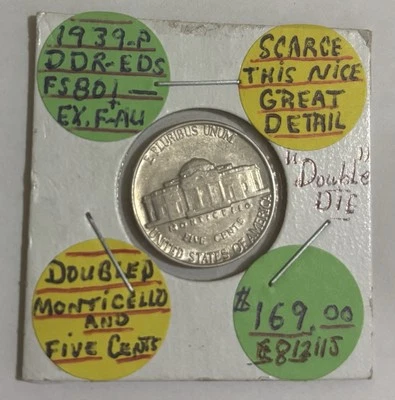 1939-P
DDR-EDS
FS801-
+
EX.F-AU
SCARCE
THIS NICE
GREAT
DETAIL
"Double"
DIE
E PLURIBUS UNUM
MONTICELLO
FIVE CENTS
UNITED STATES OF AMERICA
DOUBLED
MONTICELLO
AND
FIVE CENTS
$169.00